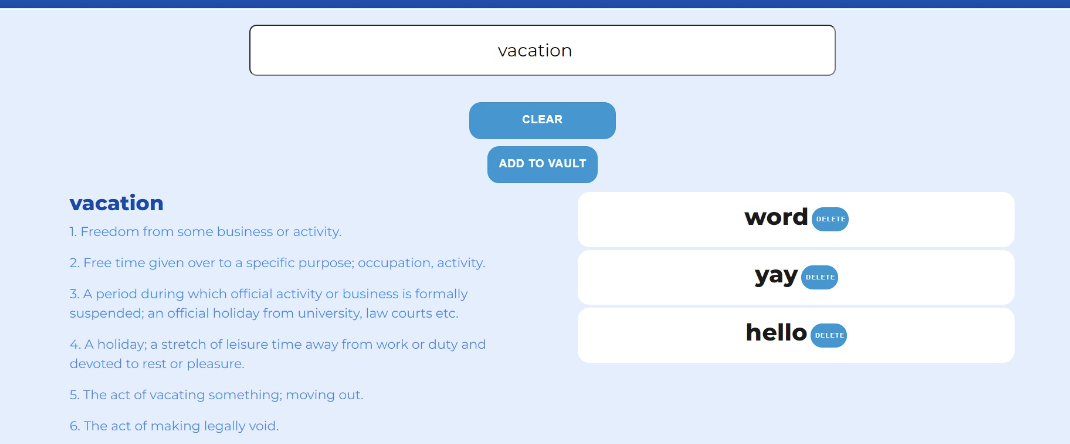 vacation
CLEAR
ADD TO VAULT
vacation
1. Freedom from some business or activity.
2. Free time given over to a specific purpose; occupation, activity.
3. A period during which official activity or business is formally
suspended; an official holiday from university, law courts etc.
4. A holiday; a stretch of leisure time away from work or duty and
devoted to rest or pleasure.
5. The act of vacating something; moving out.
6. The act of making legally void.
word DELETE
yay DELETE
hello DELETE